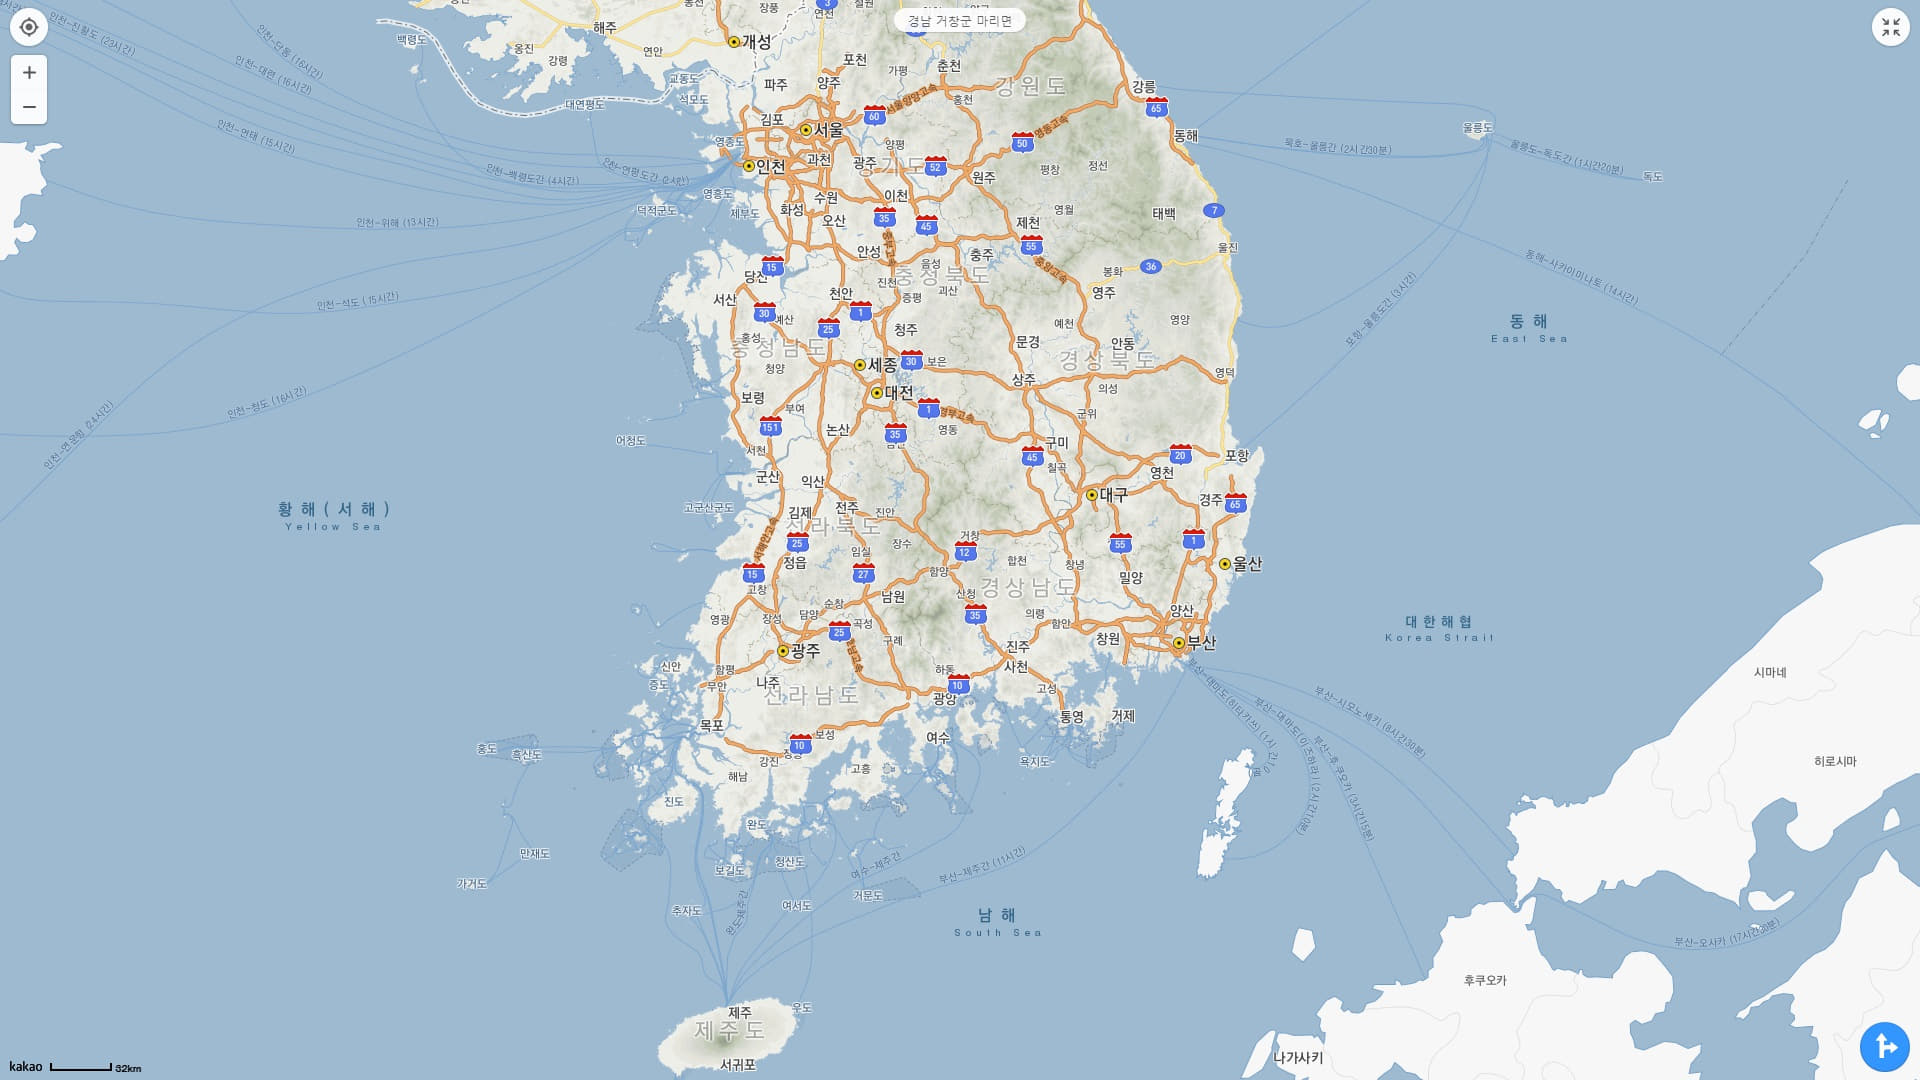 경남 거창군 마리면
장풍
연천
철원
해주
개성
백령도
옹진
강령
연안
포천
가평
춘천
강원도
파주
양주
교동도
석모도
대연평도
홍천
강릉
65
인천-진황도 (23시간)
인천-단동 (16시간)
인천-대련 (16시간)
인천-연태 (15시간)
인천-백령도간 (4시간)
인천-연평도간 (2시간)
김포
서울
60
서울양양고속
50
영동고속
동해
울릉도
묵호-울릉간 (2시간30분)
울릉도-독도간 (1시간20분)
독도
영종도
인천
과천
광주
경기도
양평
52
원주
평창
정선
영흥도
수원
이천
덕적군도
제부도
화성
오산
35
45
제천
영월
태백
7
인천-위해 (13시간)
안성
중부고속
음성
충주
55
중앙고속
울진
15
당진
진천
충청북도
봉화
36
동해-사카이미나토 (14시간)
인천-석도 (15시간)
서산
천안
증평
괴산
영주
포항-울릉도간 (3시간)
30
예산
25
1
청주
예천
영양
동해
East Sea
홍성
충청남도
문경
안동
경상북도
세종
30
보은
청양
상주
의성
영덕
대전
인천-청도 (16시간)
인천-연운항 (24시간)
보령
부여
1
경부고속
군위
151
논산
35
영동
구미
어청도
서천
45
칠곡
20
포항
군산
익산
영천
대구
경주
65
황해(서해)
Yellow Sea
고군산군도
김제
전주
진안
전라북도
서해안고속
25
정읍
임실
장수
거창
12
합천
55
1
창녕
울산
15
27
함양
밀양
고창
남원
산청
경상남도
순창
35
의령
양산
영광
장성
담양
25
곡성
구례
함안
창원
부산
대한해협
Korea Strait
광주
호남고속
진주
사천
신안
함평
하동
증도
무안
나주
전라남도
10
광양
고성
시마네
목포
통영
거제
홍도
흑산도
10
보성
여수
강진
고흥
해남
욕지도
부산-대마도(히타카쓰) (1시간10분)
부산-대마도(이즈하라) (2시간10분)
부산-시모노세키 (8시간30분)
부산-후쿠오카 (3시간15분)
히로시마
진도
완도
만재도
가거도
보길도
청산도
여수-제주간
부산-제주간 (11시간)
거문도
추자도
여서도
완도-제주간
남해
South Sea
부산-오사카 (17시간30분)
후쿠오카
제주
우도
제주도
서귀포
나가사키
kakao
32km